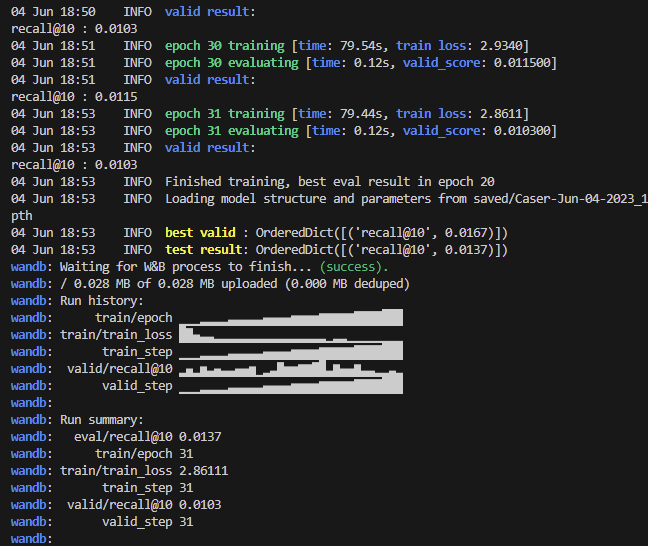 04 Jun 18:50    INFO  valid result:
recall@10 : 0.0103
04 Jun 18:51    INFO  epoch 30 training [time: 79.54s, train loss: 2.9340]
04 Jun 18:51    INFO  epoch 30 evaluating [time: 0.12s, valid_score: 0.011500]
04 Jun 18:51    INFO  valid result:
recall@10 : 0.0115
04 Jun 18:53    INFO  epoch 31 training [time: 79.44s, train loss: 2.8611]
04 Jun 18:53    INFO  epoch 31 evaluating [time: 0.12s, valid_score: 0.010300]
04 Jun 18:53    INFO  valid result:
recall@10 : 0.0103
04 Jun 18:53    INFO  Finished training, best eval result in epoch 20
04 Jun 18:53    INFO  Loading model structure and parameters from saved/Caser-Jun-04-2023_1
pth
04 Jun 18:53    INFO  best valid : OrderedDict([('recall@10', 0.0167)])
04 Jun 18:53    INFO  test result: OrderedDict([('recall@10', 0.0137)])
wandb: Waiting for W&B process to finish... (success).
wandb: / 0.028 MB of 0.028 MB uploaded (0.000 MB deduped)
wandb: Run history:
wandb:      train/epoch
wandb: train/train_loss
wandb:       train_step
wandb:  valid/recall@10
wandb:       valid_step
wandb:
wandb: Run summary:
wandb:   eval/recall@10 0.0137
wandb:      train/epoch 31
wandb: train/train_loss 2.86111
wandb:       train_step 31
wandb:  valid/recall@10 0.0103
wandb:       valid_step 31
wandb: